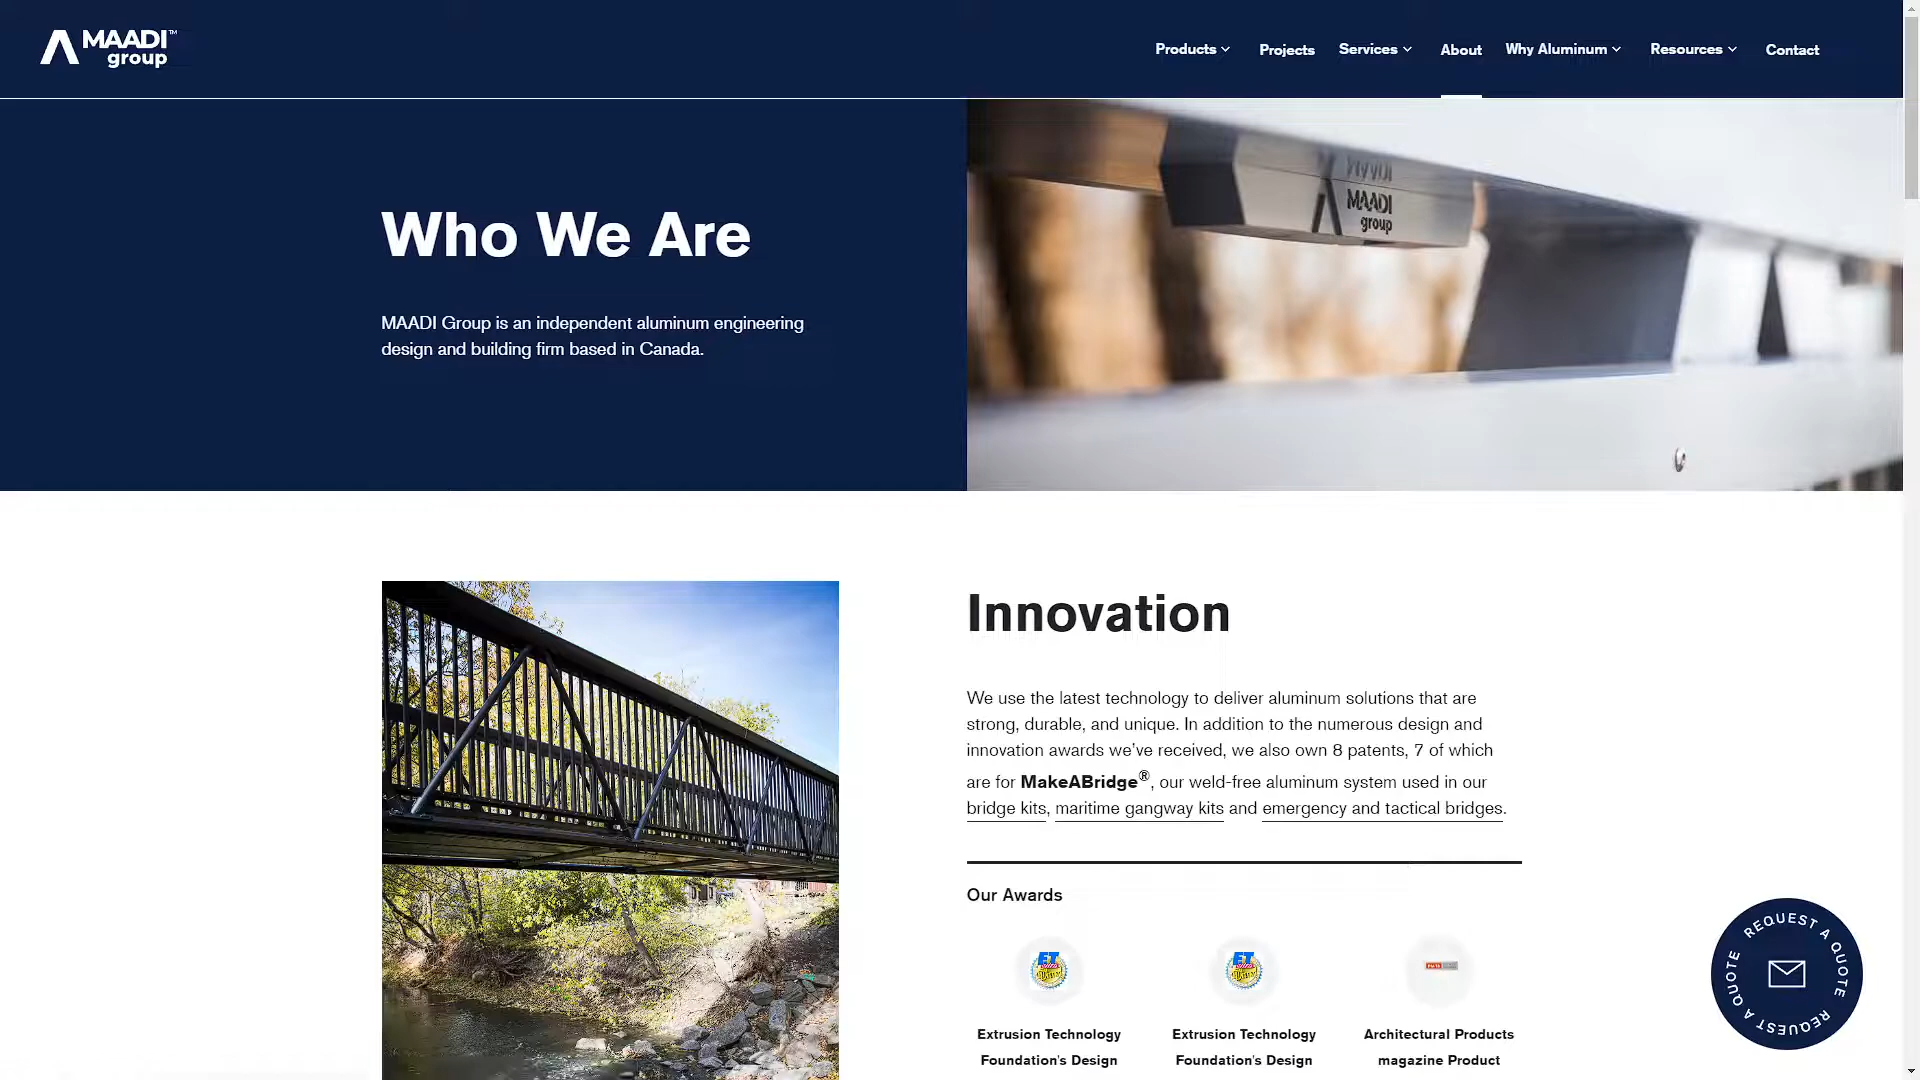 MAADI™
group
Products
Projects
Services
About
Why Aluminum
Resources
Contact
Who We Are
MAADI Group is an independent aluminum engineering
design and building firm based in Canada.
MAADI
group
Innovation
We use the latest technology to deliver aluminum solutions that are
strong, durable, and unique. In addition to the numerous design and
innovation awards we’ve received, we also own 8 patents, 7 of which
are for MakeABridge®, our weld-free aluminum system used in our
bridge kits, maritime gangway kits and emergency and tactical bridges.
Our Awards
ET
ET
Extrusion Technology
Foundation's Design
Extrusion Technology
Foundation's Design
Architectural Products
magazine Product
REQUEST A QUOTE REQUEST A QUOTE